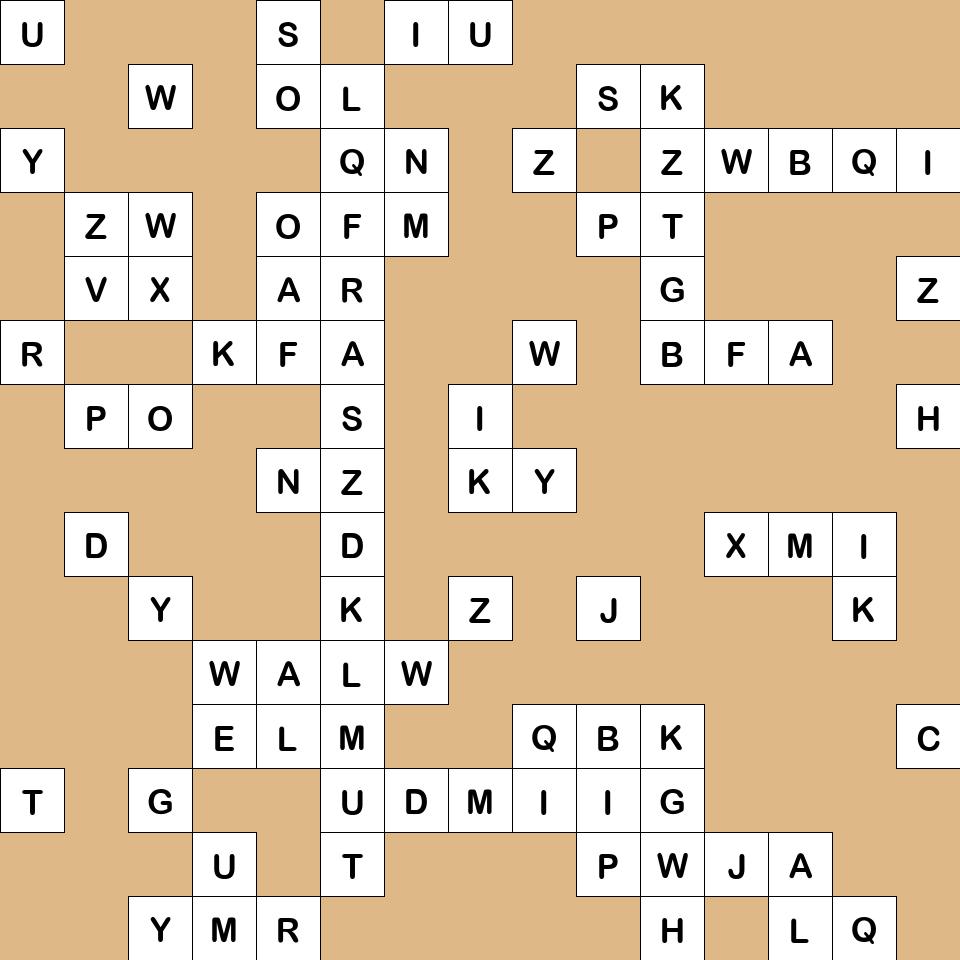 U S I U
W O L S K
Y Q N Z Z W B Q I
Z W O F M P T
V X A R G Z
R K F A W B F A
P O S I H
N Z K Y
D D X M I
Y K Z J K
W A L W
E L M Q B K C
T G U D M I I G
U T P W J A
Y M R H L Q